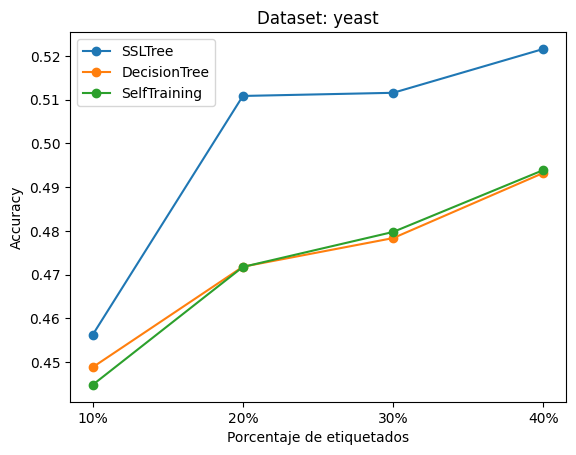 Dataset: yeast
SSLTree
DecisionTree
SelfTraining
Accuracy
0.52
0.51
0.50
0.49
0.48
0.47
0.46
0.45
10% 20% 30% 40%
Porcentaje de etiquetados